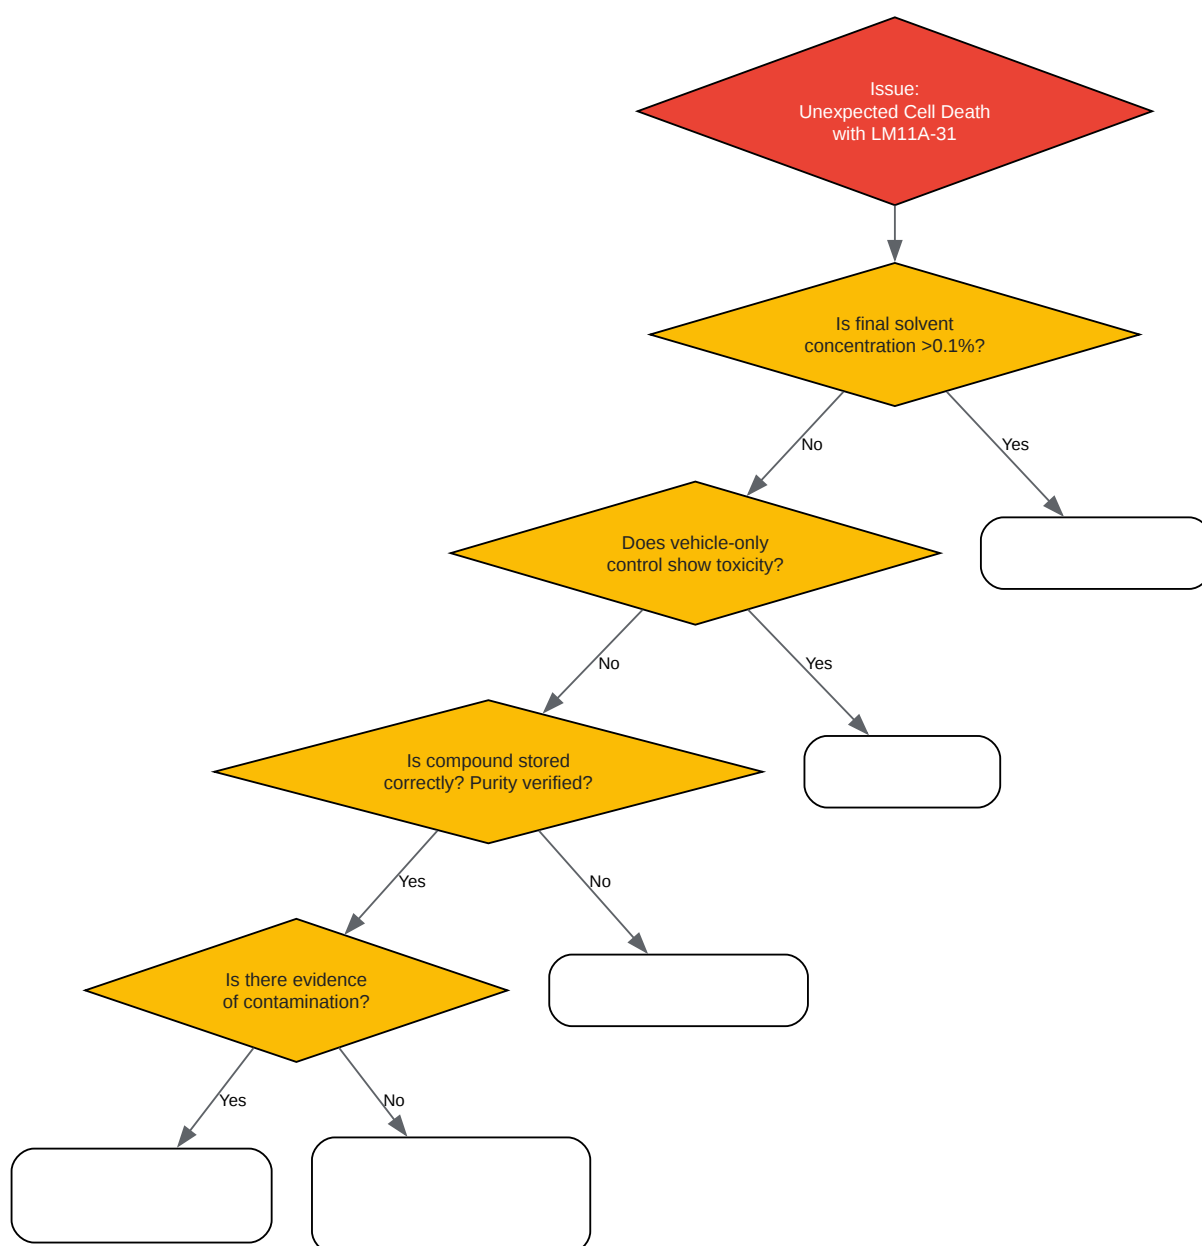 Issue:
Unexpected Cell Death
with LM11A-31
Is final solvent
concentration >0.1%?
No
Yes
Does vehicle-only
control show toxicity?
No
Yes
Is compound stored
correctly? Purity verified?
Yes
No
Is there evidence
of contamination?
Yes
No